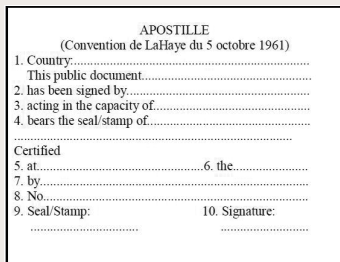 APOSTILLE
(Convention de LaHaye du 5 octobre 1961)
1. Country:..........................................................
This public document..........................................
2. has been signed by.............................................
3. acting in the capacity of.......................................
4. bears the seal/stamp of........................................
......................................................................
Certified
5. at..........................................6. the...................
7. by...................................................................
8. No..................................................................
9. Seal/Stamp: 10. Signature:
........................... ......................